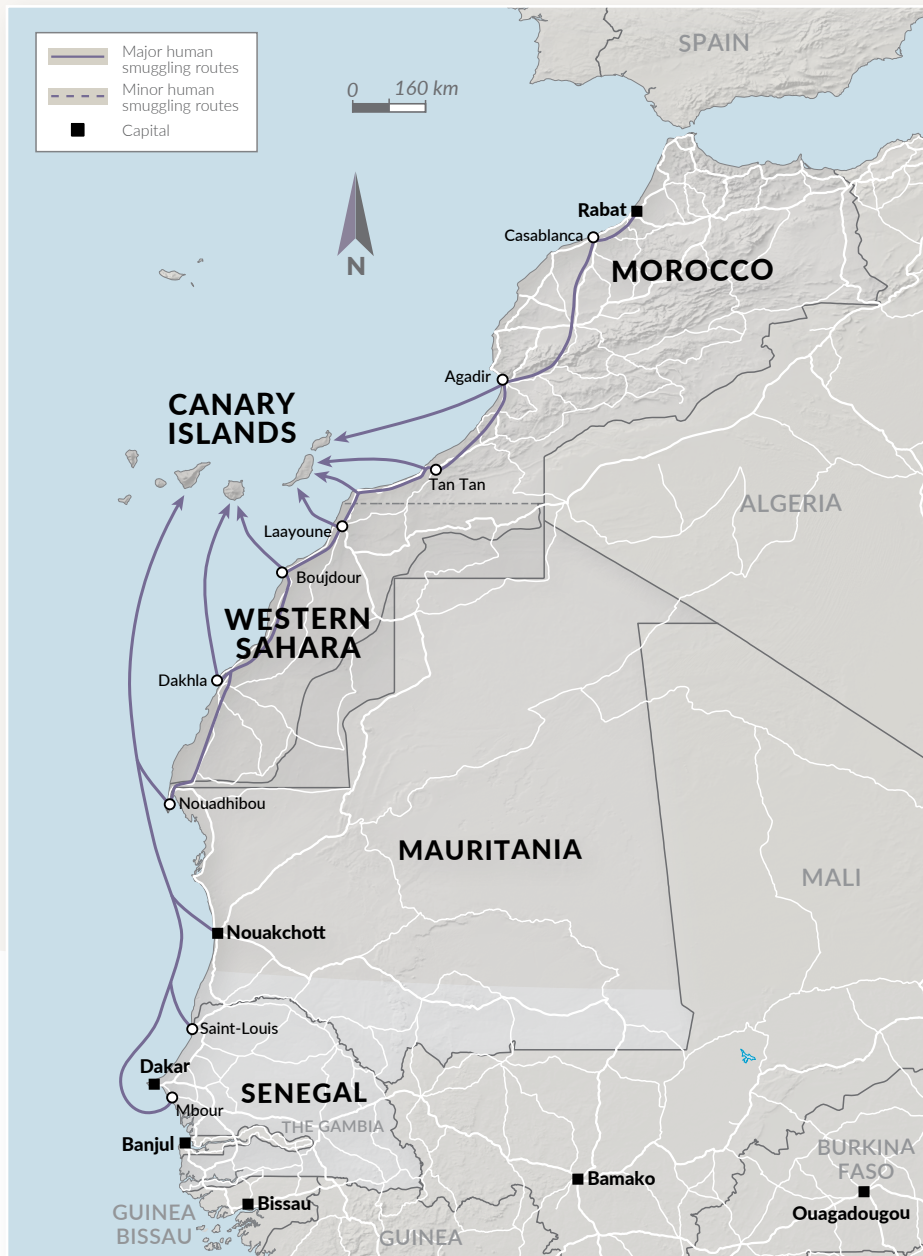 Major human
smuggling routes
Minor human
smuggling routes
Capital
0 160 km
N
SPAIN
Rabat
Casablanca
MOROCCO
Agadir
CANARY
ISLANDS
Tan Tan
ALGERIA
Laayoune
Boujdour
WESTERN
SAHARA
Dakhla
Nouadhibou
MAURITANIA
MALI
Nouakchott
Saint-Louis
Dakar
SENEGAL
Mbour
THE GAMBIA
Banjul
BURKINA
FASO
Bamako
Bissau
Ouagadougou
GUINEA
BISSAU
GUINEA